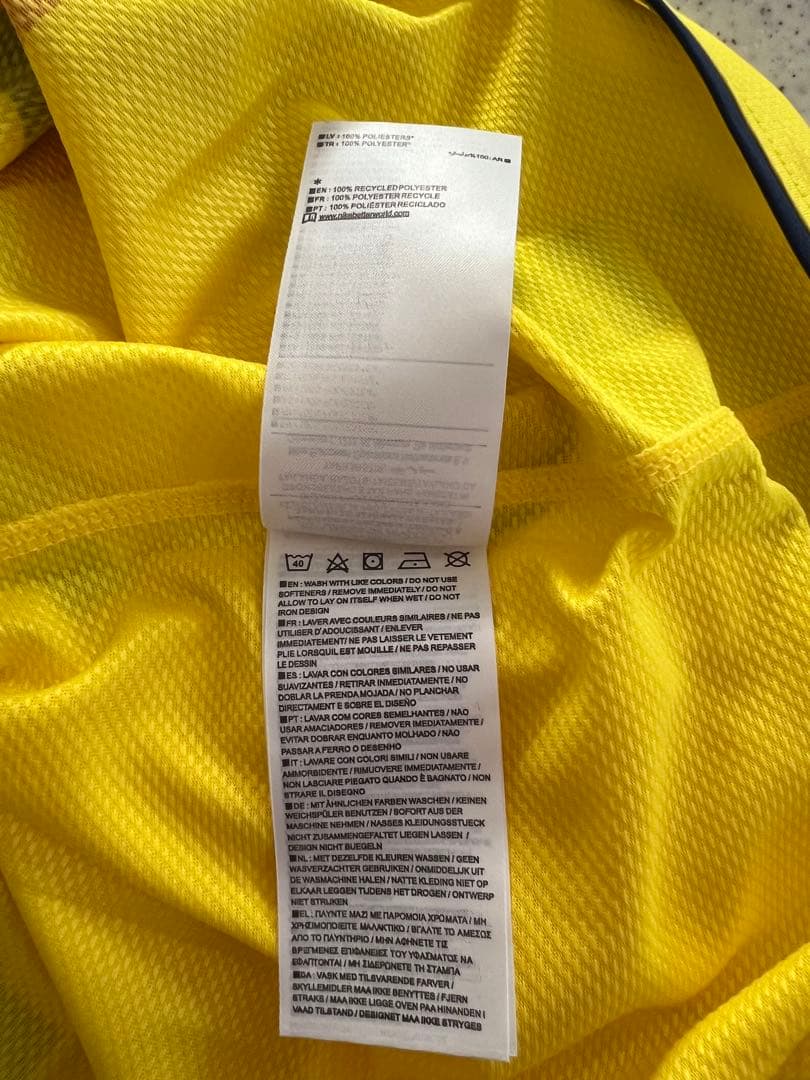 LV : 100% POLIESTERS*
TR : 100% POLYESTER*
*
EN : 100% RECYCLED POLYESTER
FR : 100% POLYESTER RECYCLE
PT : 100% POLIÉSTER RECICLADO
www.nikebetterworld.com
40
EN : WASH WITH LIKE COLORS / DO NOT USE
SOFTENERS / REMOVE IMMEDIATELY / DO NOT
ALLOW TO LAY ON ITSELF WHEN WET / DO NOT
IRON DESIGN
FR : LAVER AVEC COULEURS SIMILAIRES / NE PAS
UTILISER D'ADOUCISSANT / ENLEVER
IMMEDIATEMENT/ NE PAS LAISSER LE VETEMENT
PLIE LORSQUIL EST MOUILLE / NE PAS REPASSER
LE DESSIN
ES : LAVAR CON COLORES SIMILARES / NO USAR
SUAVIZANTES / RETIRAR INMEDIATAMENTE / NO
DOBLAR LA PRENDA MOJADA / NO PLANCHAR
DIRECTAMENT E SOBRE EL DISEÑO
PT : LAVAR COM CORES SEMELHANTES / NÃO
USAR AMACIADORES / REMOVER IMEDIATAMENTE /
EVITAR DOBRAR ENQUANTO MOLHADO / NÃO
PASSAR A FERRO O DESENHO
IT : LAVARE CON COLORI SIMILI / NON USARE
AMMORBIDENTE / RIMUOVERE IMMEDIATAMENTE /
NON LASCIARE PIEGATO QUANDO È BAGNATO / NON
STIRARE IL DISEGNO
DE : MIT ÄHNLICHEN FARBEN WASCHEN / KEINEN
WEICHSPÜLER BENUTZEN / SOFORT AUS DER
MASCHINE NEHMEN / NASSES KLEIDUNGSSTUECK
NICHT ZUSAMMENGEFALTET LIEGEN LASSEN /
DESIGN NICHT BUEGELN
NL : MET DEZELFDE KLEUREN WASSEN / GEEN
WASVERZACHTER GEBRUIKEN / ONMIDDELIJK UIT
DE WASMACHINE HALEN / NATTE KLEDING NIET OP
ELKAAR LEGGEN TIJDENS HET DROGEN / ONTWERP
NIET STRIJKEN
EL : ΠΛΥΝΤΕ ΜΑΖΙ ΜΕ ΠΑΡΟΜΟΙΑ ΧΡΩΜΑΤΑ / ΜΗ
ΧΡΗΣΙΜΟΠΟΙΕΙΤΕ ΜΑΛΑΚΤΙΚΟ / ΒΓΑΛΤΕ ΤΟ ΑΜΕΣΩΣ
ΑΠΟ ΤΟ ΠΛΥΝΤΗΡΙΟ / ΜΗΝ ΑΦΗΝΕΤΕ ΤΙΣ
ΒΡΕΓΜΕΝΕΣ ΕΠΙΦΑΝΕΙΕΣ ΤΟΥ ΥΦΑΣΜΑΤΟΣ ΝΑ
ΕΦΑΠΤΟΝΤΑΙ / ΜΗ ΣΙΔΕΡΩΝΕΤΕ ΤΗ ΣΤΑΜΠΑ
DA : VASK MED TILSVARENDE FARVER /
SKYLLEMIDLER MAA IKKE BENYTTES / FJERN
STRAKS / MAA IKKE LIGGE OVEN PAA HINANDEN I
VAAD TILSTAND / DESIGNET MAA IKKE STRYGES